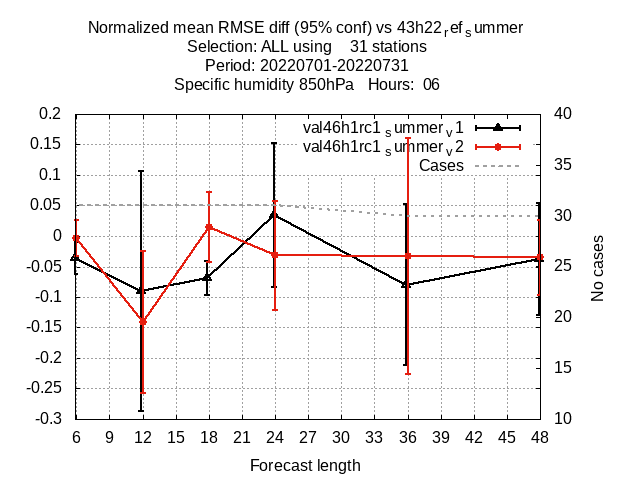 Normalized mean RMSE diff (95% conf) vs 43h22refsummer
Selection: ALL using 31 stations
Period: 20220701-20220731
Specific humidity 850hPa Hours: 06
val46h1rc1summerv1
val46h1rc1summerv2
Cases
0.2
0.15
0.1
0.05
0
-0.05
-0.1
-0.15
-0.2
-0.25
-0.3
40
35
30
25
20
15
10
No cases
6 9 12 15 18 21 24 27 30 33 36 39 42 45 48
Forecast length